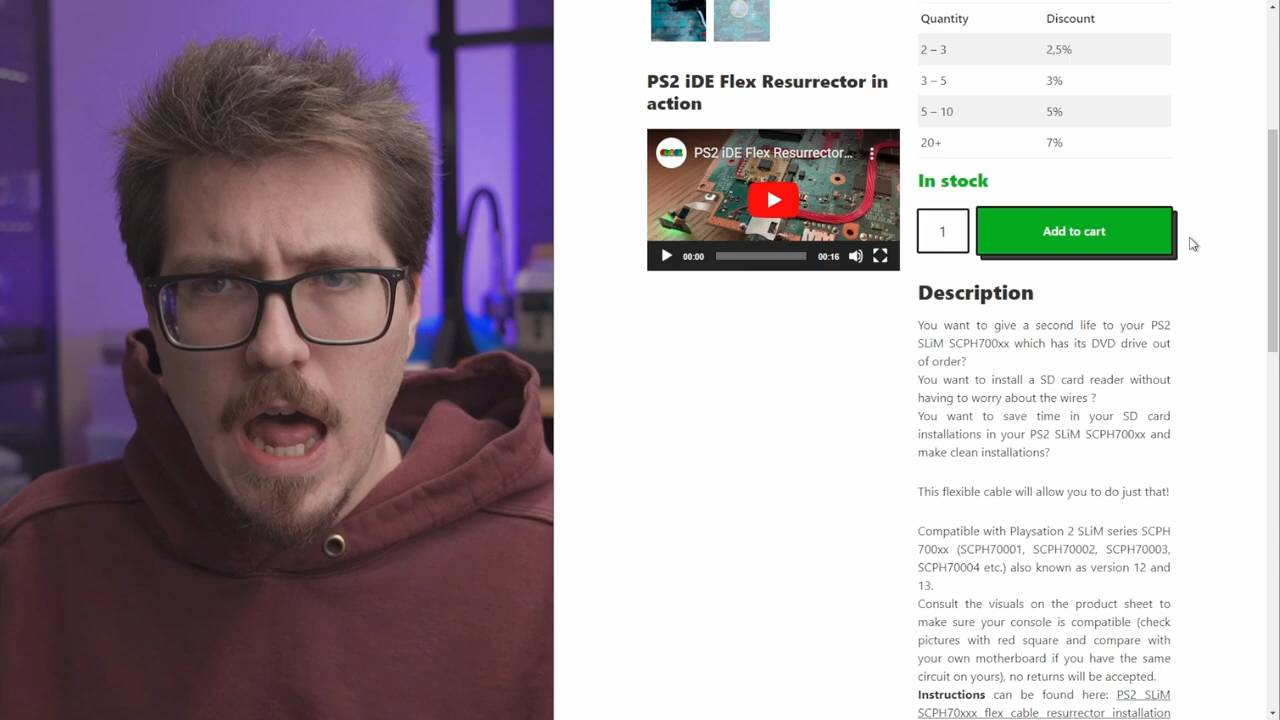 PS2 iDE Flex Resurrector in
action
PS2 iDE Flex Resurrector...
00:00
00:16
Quantity Discount
2 – 3 2,5%
3 – 5 3%
5 – 10 5%
20+ 7%
In stock
1 Add to cart
Description
You want to give a second life to your PS2
SLiM SCPH700xx which has its DVD drive out
of order?
You want to install a SD card reader without
having to worry about the wires ?
You want to save time in your SD card
installations in your PS2 SLiM SCPH700xx and
make clean installations?
This flexible cable will allow you to do just that!
Compatible with Playsation 2 SLiM series SCPH
700xx (SCPH70001, SCPH70002, SCPH70003,
SCPH70004 etc.) also known as version 12 and
13.
Consult the visuals on the product sheet to
make sure your console is compatible (check
pictures with red square and compare with
your own motherboard if you have the same
circuit on yours), no returns will be accepted.
Instructions can be found here: PS2 SLiM
SCPH70xxx flex cable resurrector installation